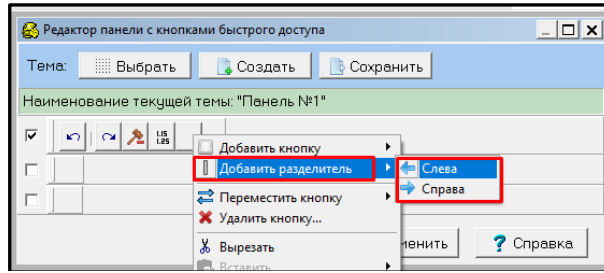 Редактор панели с кнопками быстрого доступа
Тема: Выбрать Создать Сохранить
Наименование текущей темы: "Панель №1"
1.15
1.25
Добавить кнопку
Добавить разделитель
Слева
Справа
Переместить кнопку
Удалить кнопку...
Вырезать
Вставить
менить
? Справка